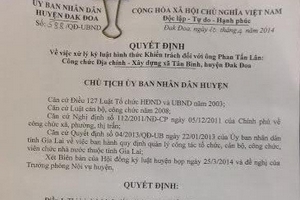 ỦY BAN NHÂN DÂN
HUYỆN ĐAK ĐOA
CỘNG HÒA XÃ HỘI CHỦ NGHĨA VIỆT NAM
Độc lập - Tự do - Hạnh phúc
Số: /QĐ-UBND
Đak Đoa, ngày tháng 4 năm 2014
QUYẾT ĐỊNH
Về việc xử lý kỷ luật hình thức Khiển trách đối với ông Phan Tấn Lân:
Công chức Địa chính - Xây dựng xã Tân Bình, huyện Đak Đoa
CHỦ TỊCH ỦY BAN NHÂN DÂN HUYỆN
Căn cứ Điều 127 Luật Tổ chức HĐND và UBND năm 2003;
Căn cứ Luật cán bộ, công chức năm 2008;
Căn cứ Nghị định số 112/2011/NĐ-CP ngày 05/12/2011 của Chính phủ về
công chức xã, phường, thị trấn;
Căn cứ Quyết định số 04/2013/QĐ-UB ngày 22/01/2013 của Ủy ban nhân dân
tỉnh Gia Lai về việc ban hành quy định quản lý công tác tổ chức, cán bộ, công chức,
viên chức nhà nước thuộc tỉnh Gia Lai;
Xét Biên bản của Hội đồng kỷ luật huyện họp ngày 25/3/2014 và đề nghị của
Trưởng phòng Nội vụ huyện,
QUYẾT ĐỊNH: